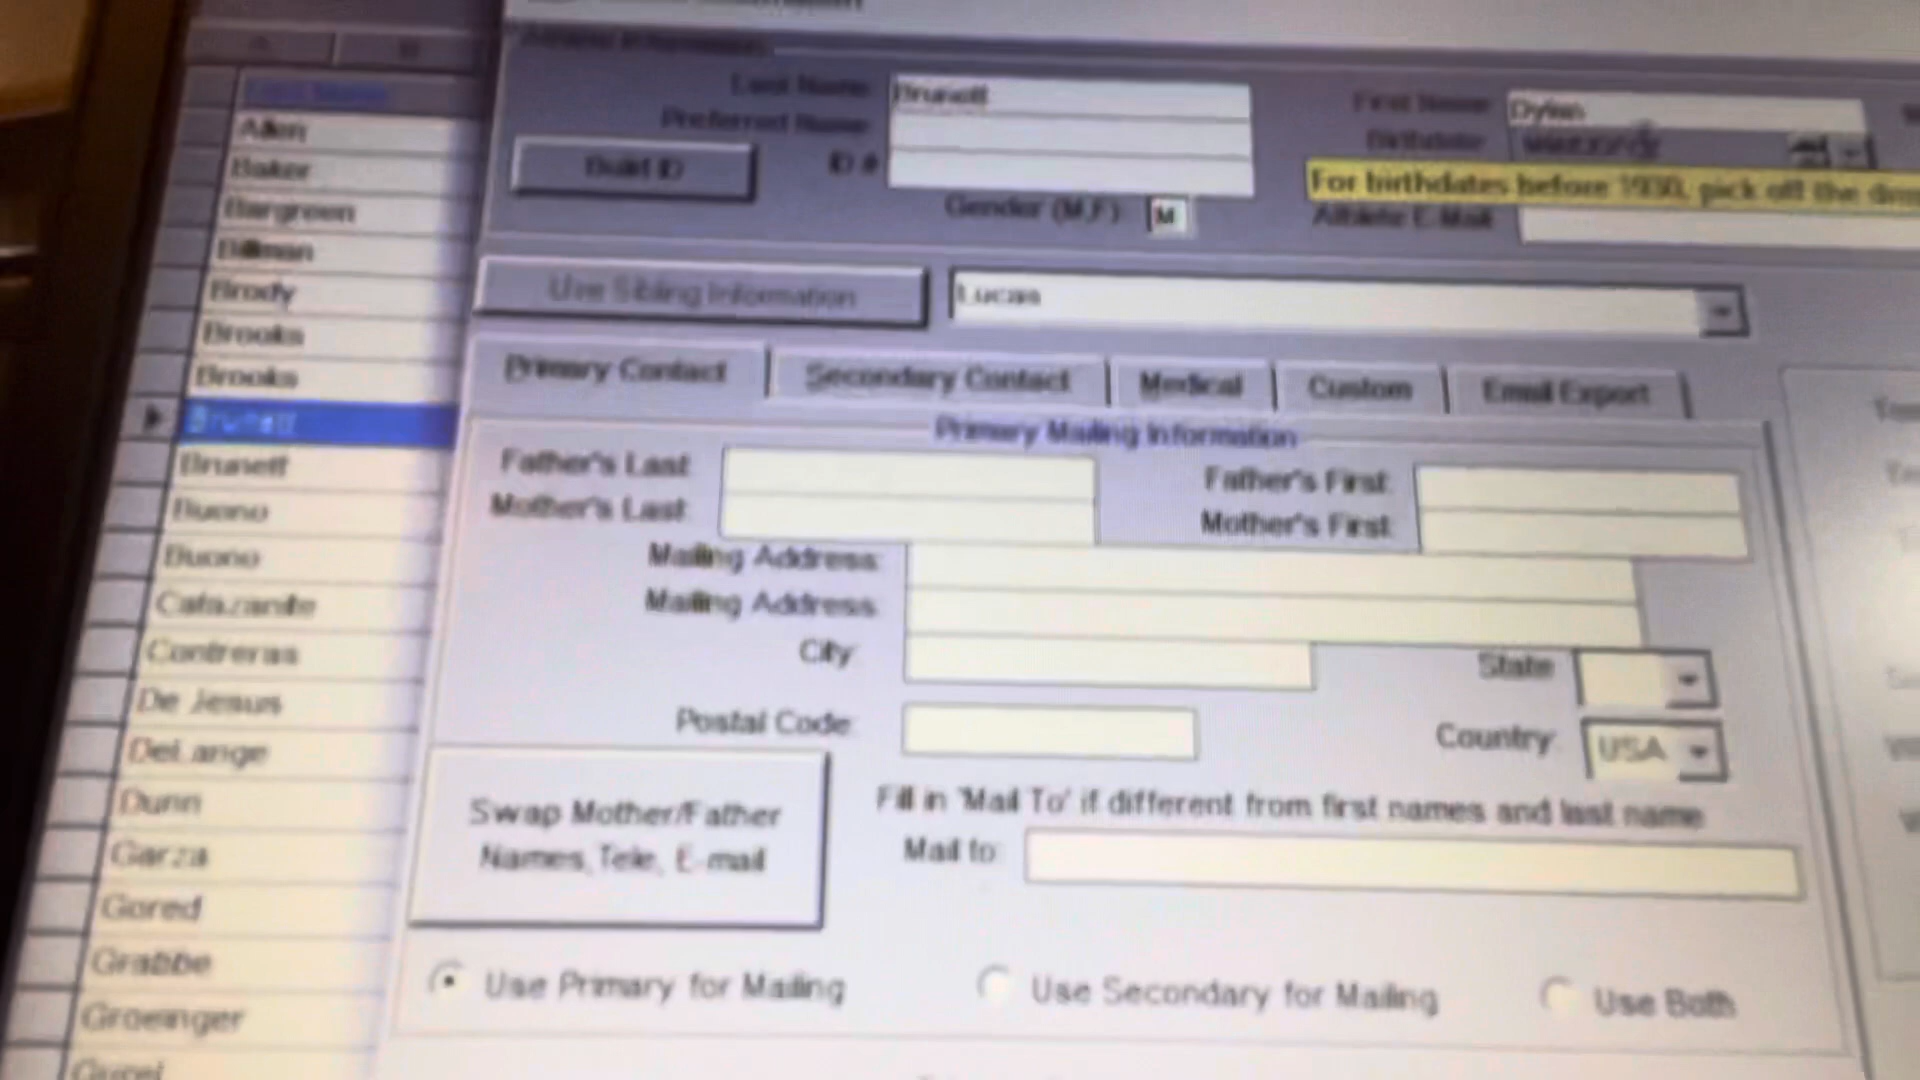 Last Name: Brunett
First Name: Dylan
Preferred Name:
Birthdate:
Build ID
ID #
For birthdates before 1930, pick off the
Gender (M,F): M
Athlete E-Mail:
Use Sibling Information
Lucas
Primary Contact
Secondary Contact
Medical
Custom
Email Export
Primary Mailing Information
Father's Last:
Father's First:
Mother's Last:
Mother's First:
Mailing Address:
Mailing Address:
City:
State
Postal Code:
Country: USA
Swap Mother/Father
Names, Tele, E-mail
Fill in 'Mail To' if different from first names and last name
Mail to:
Use Primary for Mailing
Use Secondary for Mailing
Use Both
Allen
Baker
Bargreen
Billman
Brody
Brooks
Brooks
Brunett
Brunett
Buono
Buono
Contreras
De Jesus
DeLange
Dunn
Garza
Gored
Grabbe
Groeinger